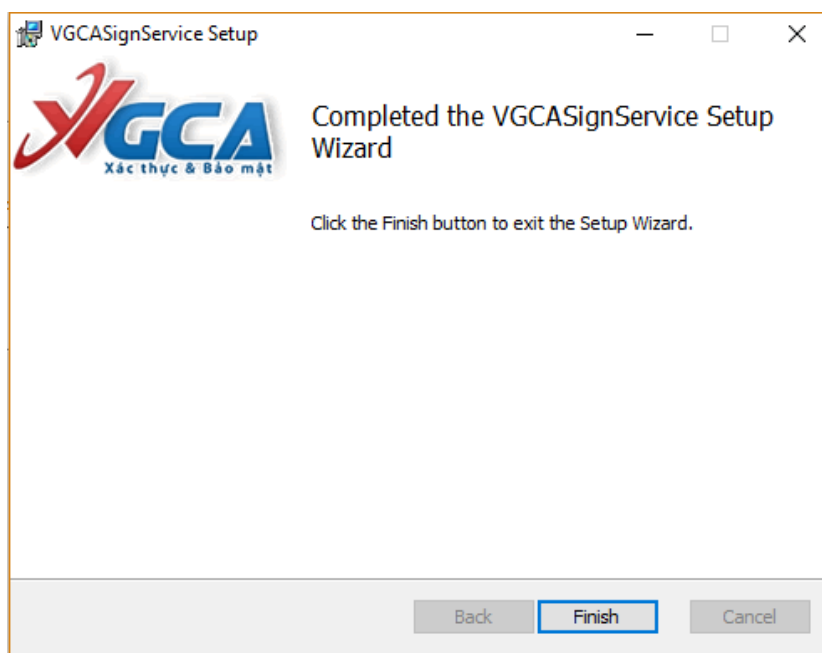 VGCASignService Setup
VGCA
Xác thực & Bảo mật
Completed the VGCASignService Setup
Wizard
Click the Finish button to exit the Setup Wizard.
Back
Finish
Cancel